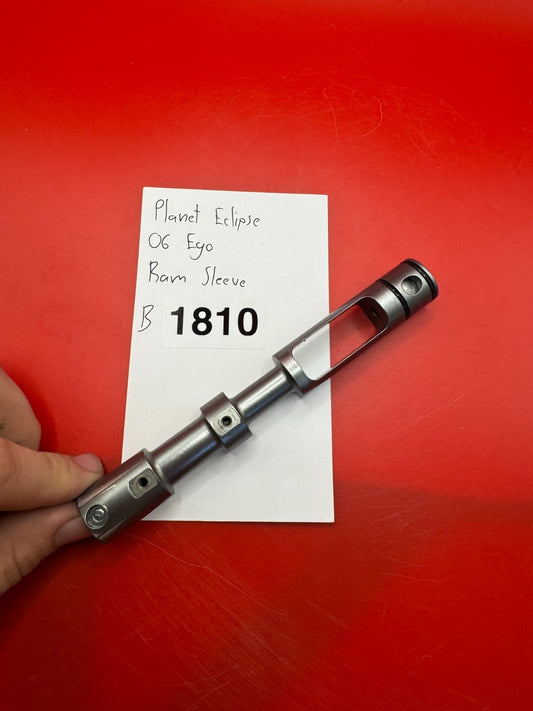 Planet Eclipse
06 Ego
Ram Sleeve
B 1810